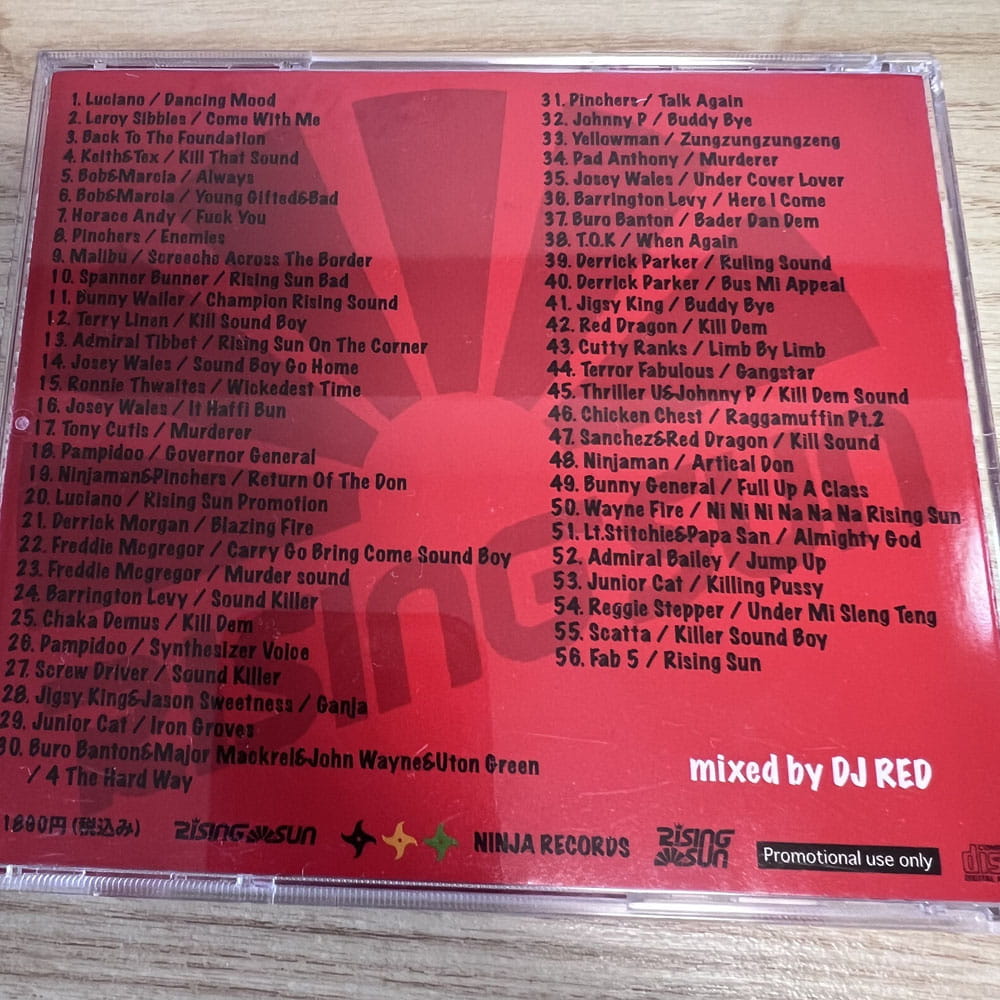 1. Luciano / Dancing Mood
2. Leroy Sibbles / Come With Me
3. Back To The Foundation
4. Keith&Tex / Kill That Sound
5. Bob&Marcia / Always
6. Bob&Marcia / Young Gifted&Bad
7. Horace Andy / Fuck You
8. Pinchers / Enemies
9. Malibu / Screechs Across The Border
10. Spanner Bunner / Rising Sun Bad
11. Bunny Wailer / Champion Rising Sound
12. Terry Linen / Kill Sound Boy
13. Admiral Tibbet / Rising Sun On The Corner
14. Josey Wales / Sound Boy Go Home
15. Ronnie Thwaites / Wickedest Time
16. Josey Wales / It Haffi Bun
17. Tony Cutis / Murderer
18. Pampidoo / Governor General
19. Ninjaman&Pinchers / Return Of The Don
20. Luciano / Rising Sun Promotion
21. Derrick Morgan / Blazing Fire
22. Freddie Mcgregor / Carry Go Bring Come Sound Boy
23. Freddie Mcgregor / Murder sound
24. Barrington Levy / Sound Killer
25. Chaka Demus / Kill Dem
26. Pampidoo / Synthesizer Voice
27. Screw Driver / Sound Killer
28. Jigsy King&Jason Sweetness / Ganja
29. Junior Cat / Iron Groves
30. Buro Banton&Major Mackrel&John Wayne&Uton Green
/ 4 The Hard Way
31. Pinchers / Talk Again
32. Johnny P / Buddy Bye
33. Yellowman / Zungzungzungzeng
34. Pad Anthony / Murderer
35. Josey Wales / Under Cover Lover
36. Barrington Levy / Here I Come
37. Buro Banton / Bader Dan Dem
38. T.O.K / When Again
39. Derrick Parker / Ruling Sound
40. Derrick Parker / Bus Mi Appeal
41. Jigsy King / Buddy Bye
42. Red Dragon / Kill Dem
43. Cutty Ranks / Limb By Limb
44. Terror Fabulous / Gangstar
45. Thriller U&Johnny P / Kill Dem Sound
46. Chicken Chest / Raggamuffin Pt.2
47. Sanchez&Red Dragon / Kill Sound
48. Ninjaman / Artical Don
49. Bunny General / Full Up A Class
50. Wayne Fire / Ni Ni Ni Na Na Na Rising Sun
51. Lt.Stitchie&Papa San / Almighty God
52. Admiral Bailey / Jump Up
53. Junior Cat / Killing Pussy
54. Reggie Stepper / Under Mi Sleng Teng
55. Scatta / Killer Sound Boy
56. Fab 5 / Rising Sun
RISING SUN
mixed by DJ RED
1890円(税込み)
RISING SUN
NINJA RECORDS
RISING SUN
Promotional use only